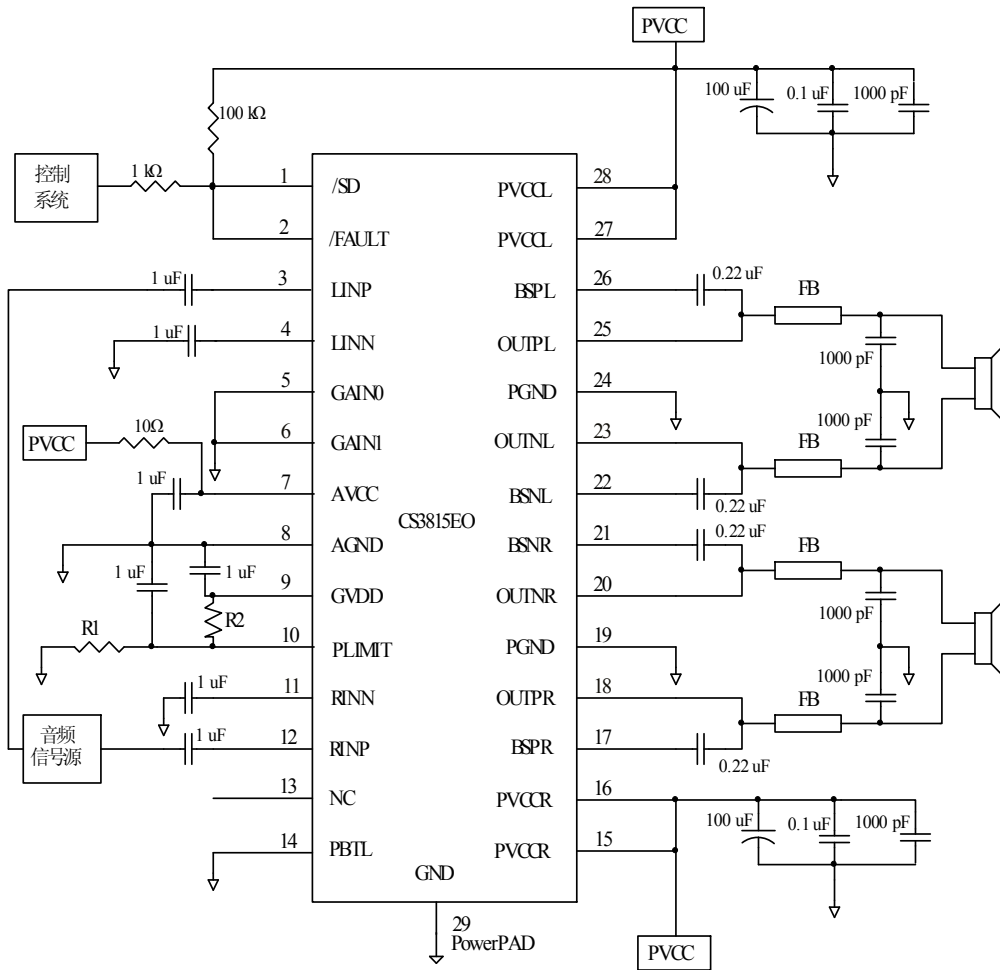 PVCC
100 uF
0.1 uF
1000 pF
100 kΩ
控制
系统
1 kΩ
1
/SD
PVCCL
28
2
/FAULT
PVCCL
27
1 uF
3
LINP
BSPL
26
0.22 uF
FB
1 uF
4
LINN
OUTPL
25
1000 pF
5
GAIN0
PGND
24
PVCC
10Ω
6
GAIN1
OUTNL
23
1000 pF
FB
1 uF
7
AVCC
BSNL
22
0.22 uF
CS3815EO
8
AGND
BSNR
21
0.22 uF
FB
1 uF
1 uF
9
GVDD
OUTNR
20
1000 pF
R1
R2
10
PLIMIT
PGND
19
1 uF
11
RINN
OUTPR
18
1000 pF
FB
音频
信号源
1 uF
12
RINP
BSPR
17
0.22 uF
13
NC
PVCCR
16
100 uF
0.1 uF
1000 pF
14
PBTL
PVCCR
15
GND
29
PowerPAD
PVCC